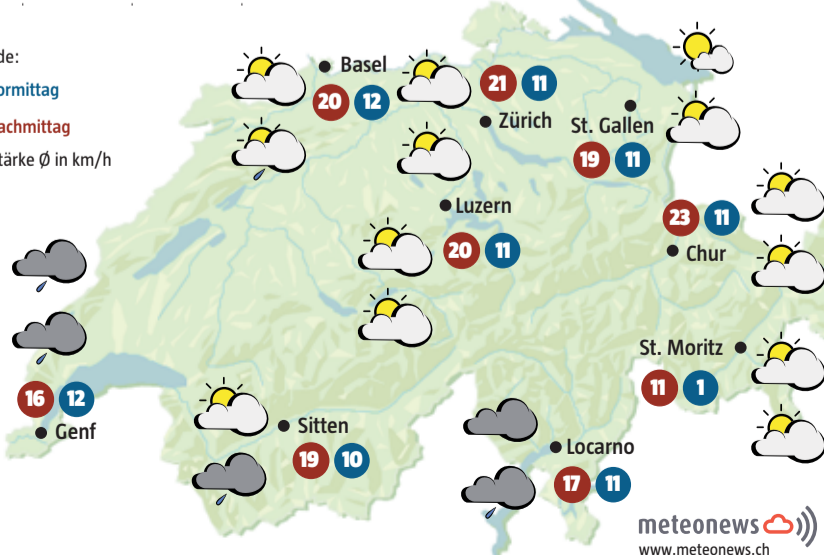 de:
ormittag
achmittag
tärke Ø in km/h
Basel
20 12
21 11
Zürich
St. Gallen
19 11
Luzern
20 11
23 11
Chur
St. Moritz
11 1
16 12
Genf
Sitten
19 10
Locarno
17 11
meteonews
www.meteonews.ch